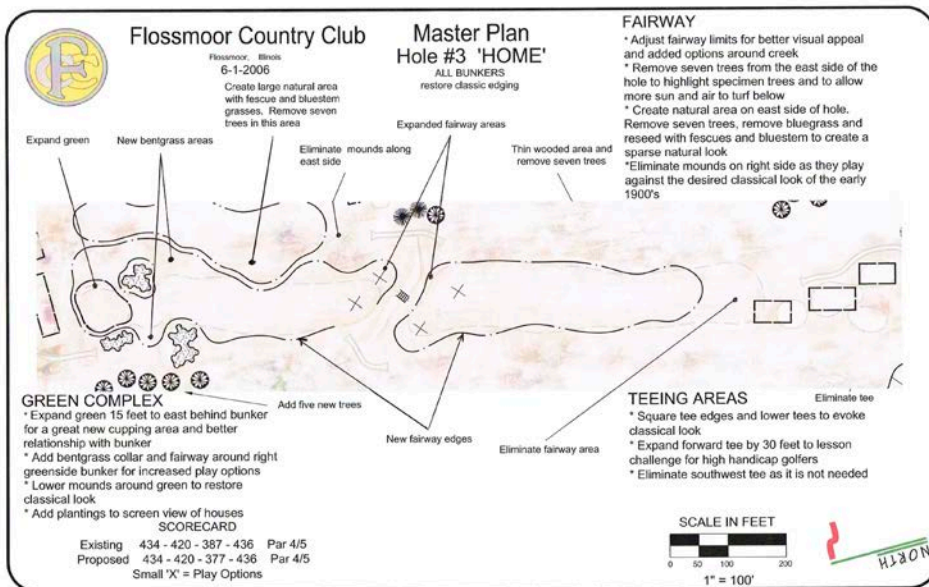 Flossmoor Country Club
Flossmoor, Illinois
6-1-2006
Master Plan
Hole #3 'HOME'
ALL BUNKERS
restore classic edging
FAIRWAY
* Adjust fairway limits for better visual appeal
and added options around creek
* Remove seven trees from the east side of the
hole to highlight specimen trees and to allow
more sun and air to turf below
* Create natural area on east side of hole.
Remove seven trees, remove bluegrass and
reseed with fescues and bluestem to create a
sparse natural look
*Eliminate mounds on right side as they play
against the desired classical look of the early
1900's
Create large natural area
with fescue and bluestem
grasses. Remove seven
trees in this area
Expand green
New bentgrass areas
Eliminate mounds along
east side
Expanded fairway areas
Thin wooded area and
remove seven trees
GREEN COMPLEX
* Expand green 15 feet to east behind bunker
for a great new cupping area and better
relationship with bunker
* Add bentgrass collar and fairway around right
greenside bunker for increased play options
* Lower mounds around green to restore
classical look
* Add plantings to screen view of houses
Add five new trees
New fairway edges
Eliminate fairway area
Eliminate tee
TEEING AREAS
* Square tee edges and lower tees to evoke
classical look
* Expand forward tee by 30 feet to lesson
challenge for high handicap golfers
* Eliminate southwest tee as it is not needed
SCORECARD
Existing 434 - 420 - 387 - 436 Par 4/5
Proposed 434 - 420 - 377 - 436 Par 4/5
Small 'X' = Play Options
SCALE IN FEET
0 50 100 200
1" = 100'
NORTH